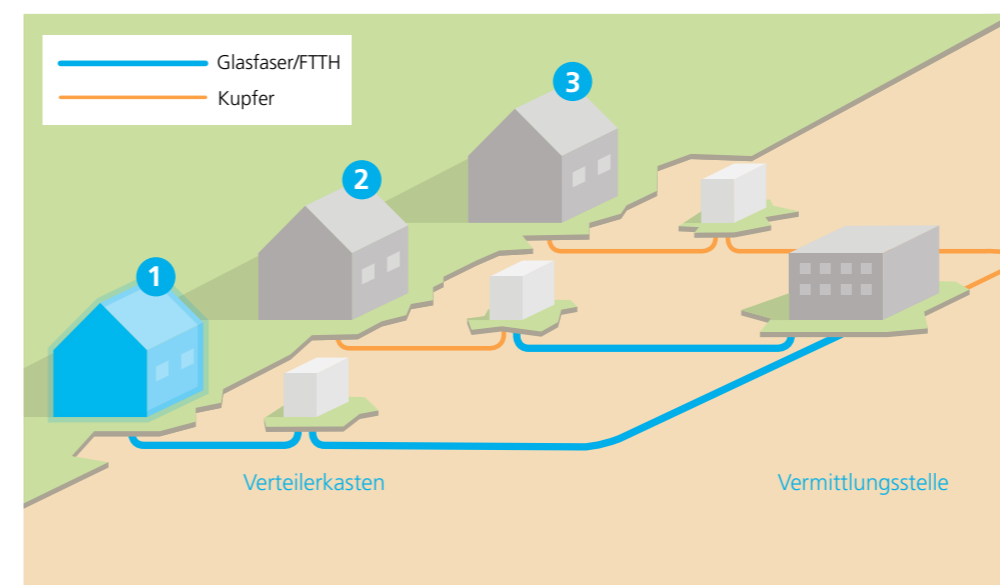 Glasfaser/FTTH
Kupfer
3
2
1
Verteilerkasten
Vermittlungsstelle